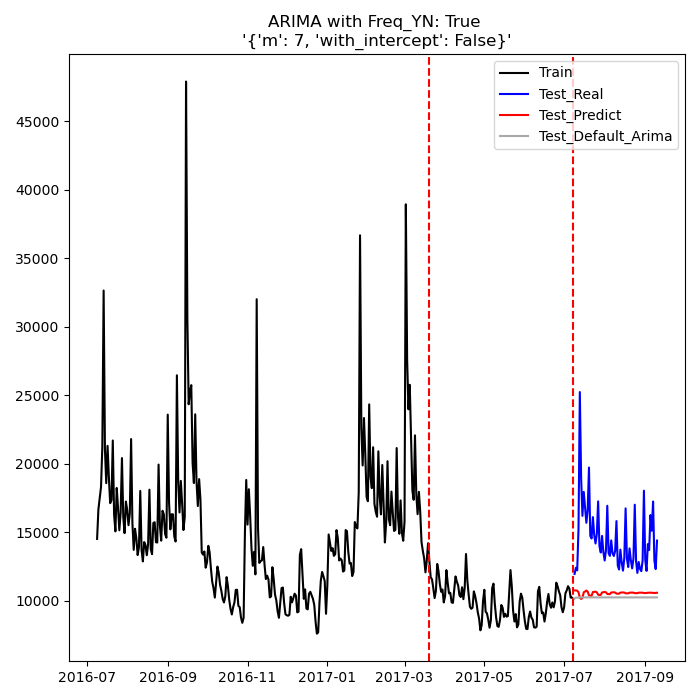 ARIMA with Freq_YN: True
'{'m': 7, 'with_intercept': False}'
Train
Test_Real
Test_Predict
Test_Default_Arima
45000
40000
35000
30000
25000
20000
15000
10000
2016-07 2016-09 2016-11 2017-01 2017-03 2017-05 2017-07 2017-09